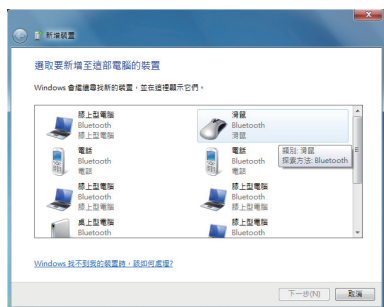 新增裝置
選取要新增至這部電腦的裝置
Windows 會繼續尋找新的裝置，並在這裡顯示它們。
膝上型電腦
Bluetooth
膝上型電腦
滑鼠
Bluetooth
滑鼠
電話
Bluetooth
電話
電話
Bluetooth
電話
類別: 滑鼠
探索方法: Bluetooth
膝上型電腦
Bluetooth
膝上型電腦
膝上型電腦
Bluetooth
膝上型電腦
桌上型電腦
Bluetooth
膝上型電腦
Bluetooth
Windows 找不到我的裝置時，該如何處理?
下一步(N)
取消